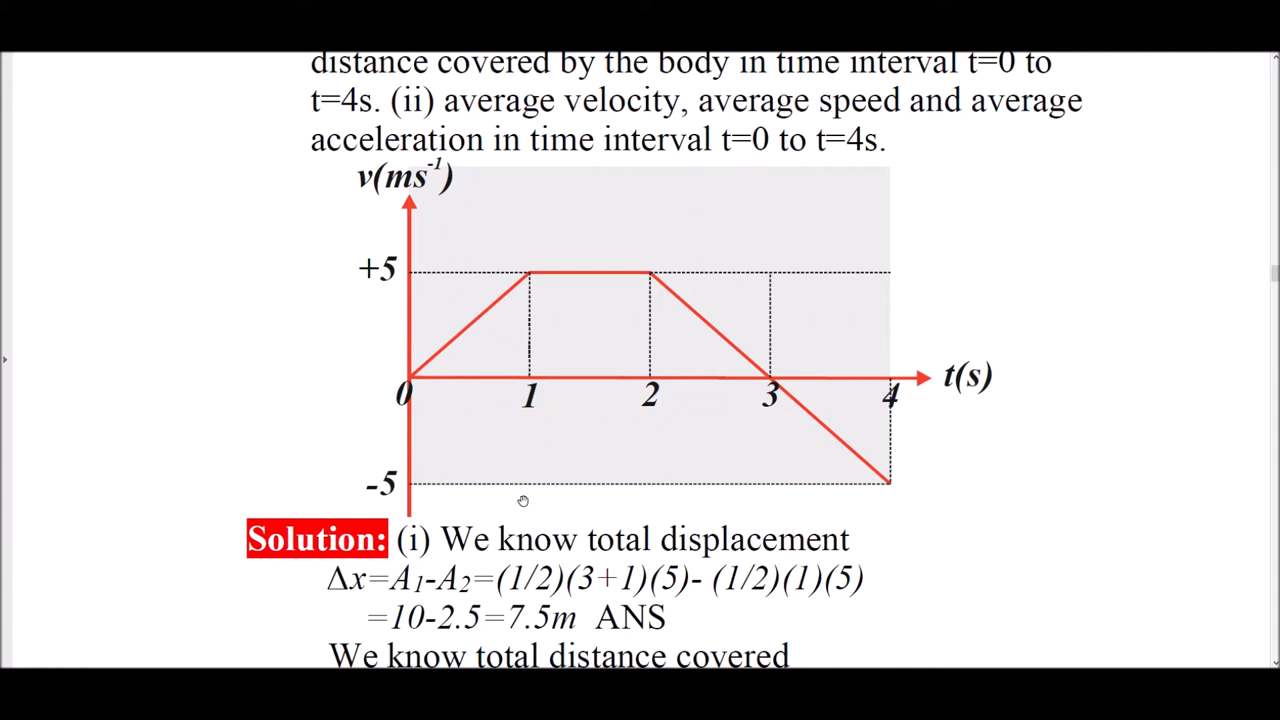 distance covered by the body in time interval t=0 to
t=4s. (ii) average velocity, average speed and average
acceleration in time interval t=0 to t=4s.
v(ms⁻¹)
+5
t(s)
0 1 2 3 4
-5
Solution: (i) We know total displacement
Δx=A₁-A₂=(1/2)(3+1)(5)- (1/2)(1)(5)
=10-2.5=7.5m ANS
We know total distance covered